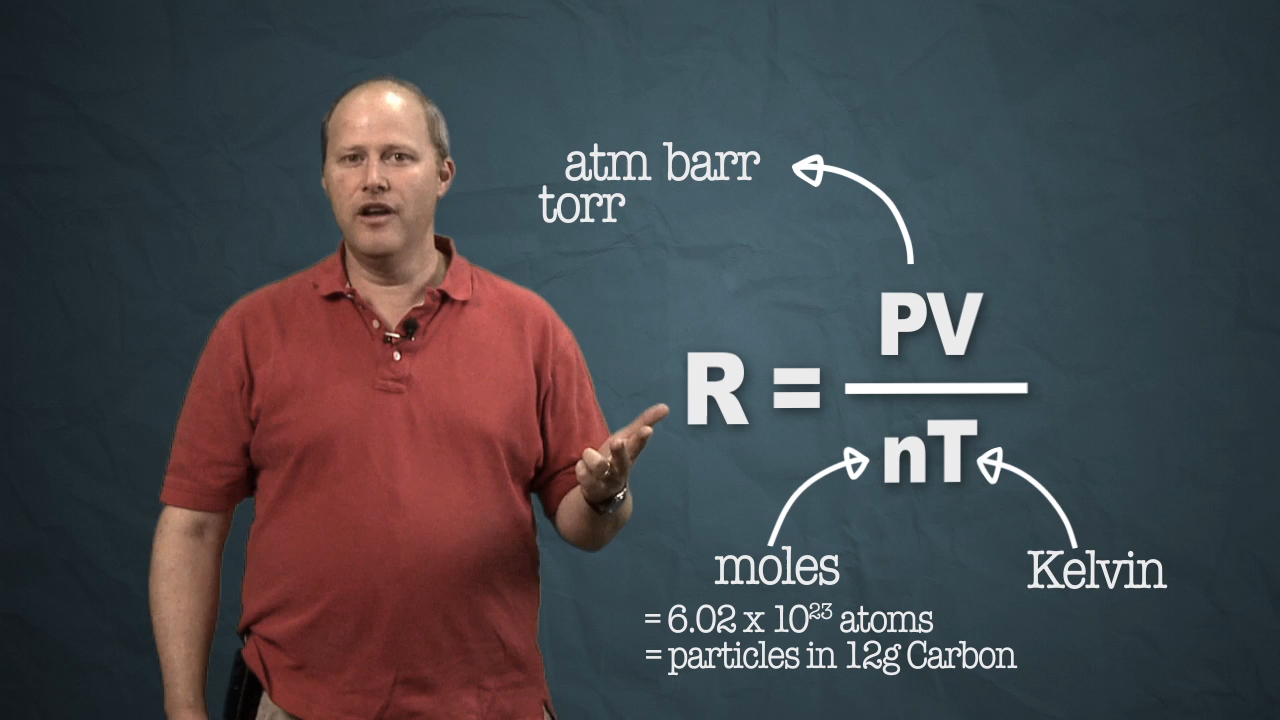 atm barr
torr
PV
R =
nT
moles
Kelvin
= 6.02 x 10²³ atoms
= particles in 12g Carbon